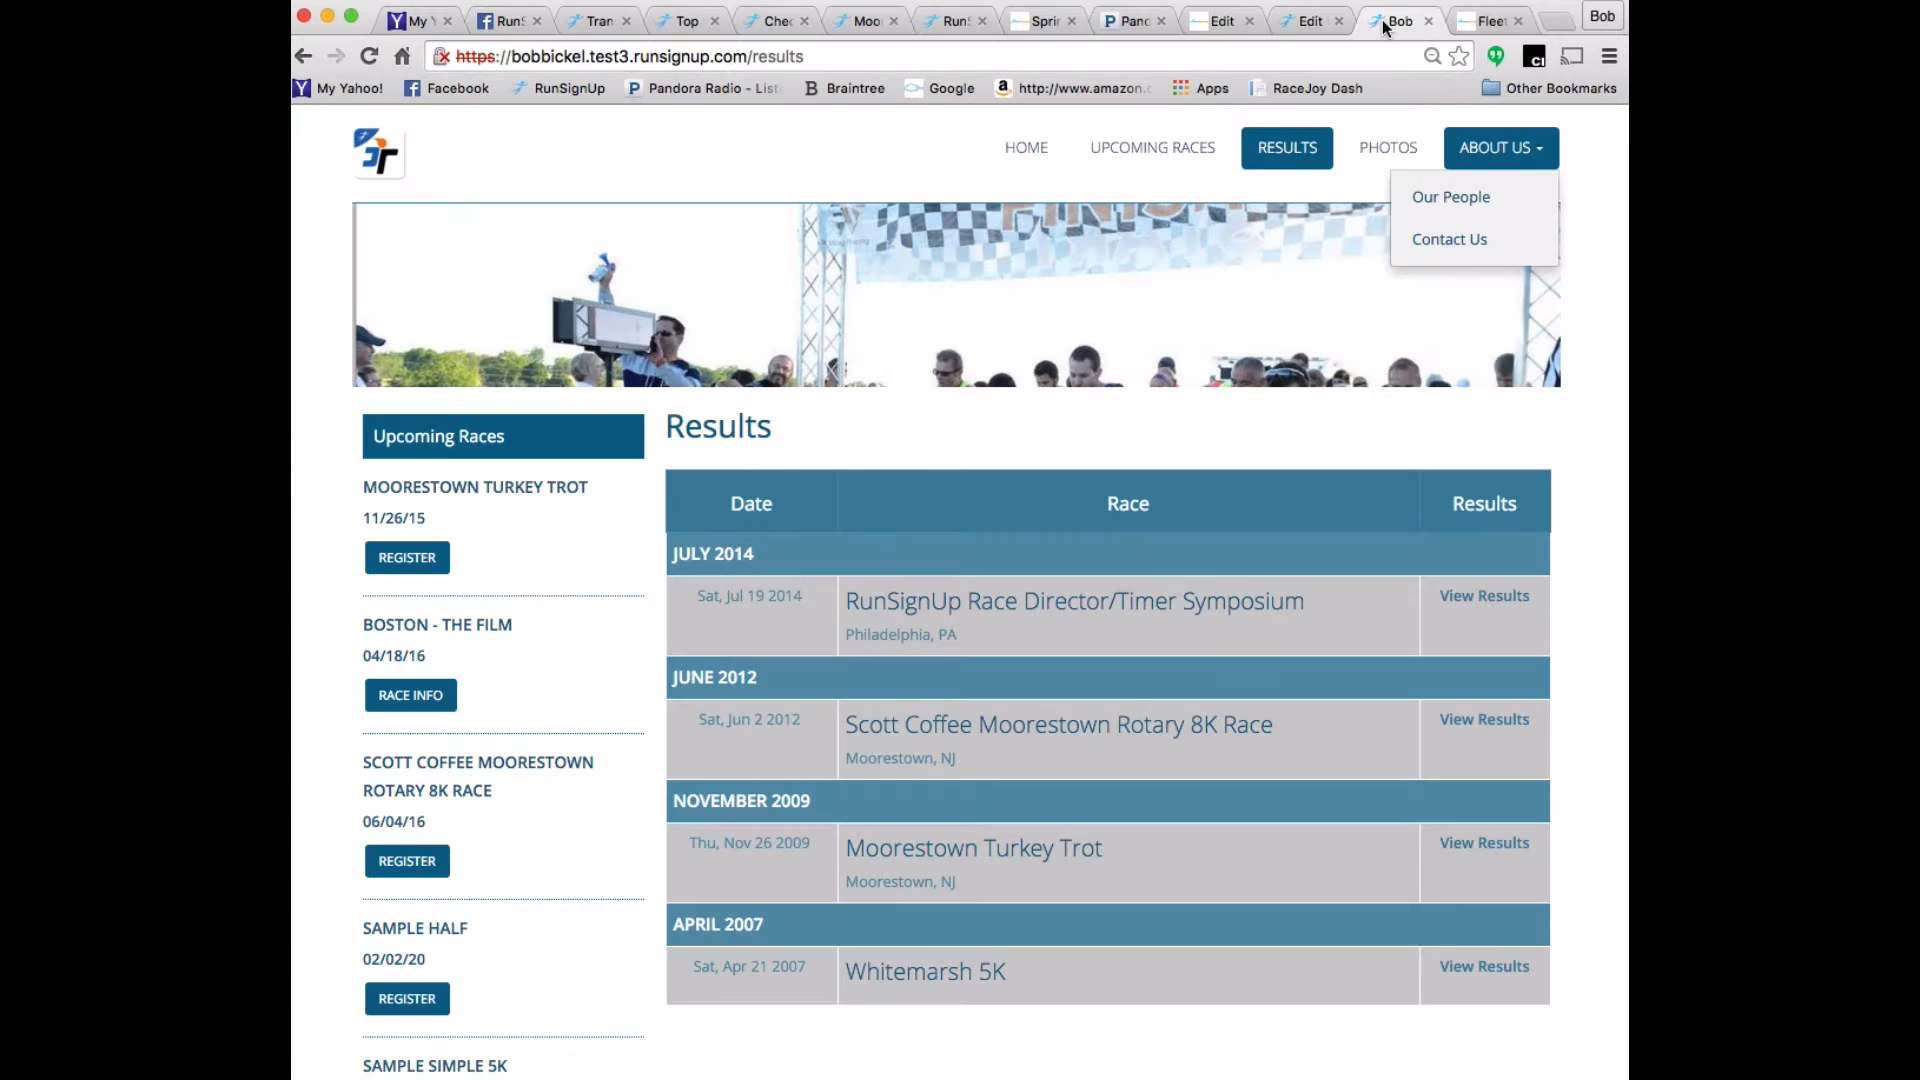 My Y
RunS
Tran
Top
Chec
Moo
RunS
Sprin
Pand
Edit
Edit
Bob
Fleet
Bob
https://bobbickel.test3.runsignup.com/results
My Yahoo!
Facebook
RunSignUp
Pandora Radio - List
Braintree
Google
http://www.amazon.c
Apps
RaceJoy Dash
Other Bookmarks
HOME
UPCOMING RACES
RESULTS
PHOTOS
ABOUT US
Our People
Contact Us
Upcoming Races
MOORESTOWN TURKEY TROT
11/26/15
REGISTER
BOSTON - THE FILM
04/18/16
RACE INFO
SCOTT COFFEE MOORESTOWN
ROTARY 8K RACE
06/04/16
REGISTER
SAMPLE HALF
02/02/20
REGISTER
SAMPLE SIMPLE 5K
Results
Date Race Results
JULY 2014
Sat, Jul 19 2014 RunSignUp Race Director/Timer Symposium View Results
Philadelphia, PA
JUNE 2012
Sat, Jun 2 2012 Scott Coffee Moorestown Rotary 8K Race View Results
Moorestown, NJ
NOVEMBER 2009
Thu, Nov 26 2009 Moorestown Turkey Trot View Results
Moorestown, NJ
APRIL 2007
Sat, Apr 21 2007 Whitemarsh 5K View Results